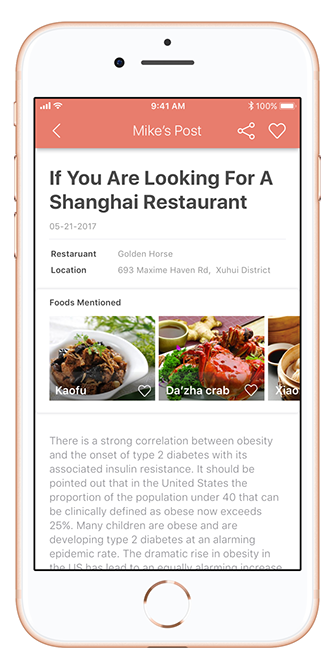 9:41 AM
100%
Mike's Post
If You Are Looking For A
Shanghai Restaurant
05-21-2017
Restaruant Golden Horse
Location 693 Maxime Haven Rd, Xuhui District
Foods Mentioned
Kaofu Da'zha crab Xiao
There is a strong correlation between obesity
and the onset of type 2 diabetes with its
associated insulin resistance. It should be
pointed out that in the United States the
proportion of the population under 40 that can
be clinically defined as obese now exceeds
25%. Many children are obese and are
developing type 2 diabetes at an alarming
epidemic rate. The dramatic rise in obesity in
the US has lead to an equally alarming increase